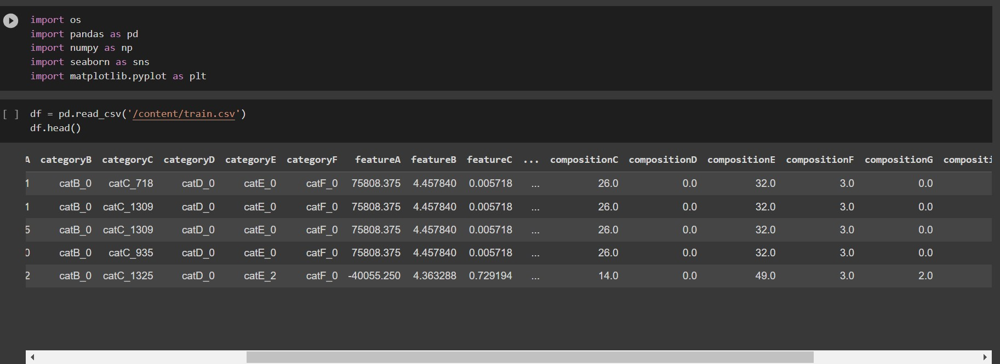 import os
import pandas as pd
import numpy as np
import seaborn as sns
import matplotlib.pyplot as plt
[ ] df = pd.read_csv('/content/train.csv')
df.head()
A categoryB categoryC categoryD categoryE categoryF featureA featureB featureC ... compositionC compositionD compositionE compositionF compositionG compositi
1 catB_0 catC_718 catD_0 catE_0 catF_0 75808.375 4.457840 0.005718 ... 26.0 0.0 32.0 3.0 0.0
1 catB_0 catC_1309 catD_0 catE_0 catF_0 75808.375 4.457840 0.005718 ... 26.0 0.0 32.0 3.0 0.0
5 catB_0 catC_1309 catD_0 catE_0 catF_0 75808.375 4.457840 0.005718 ... 26.0 0.0 32.0 3.0 0.0
0 catB_0 catC_935 catD_0 catE_0 catF_0 75808.375 4.457840 0.005718 ... 26.0 0.0 32.0 3.0 0.0
2 catB_0 catC_1325 catD_0 catE_2 catF_0 -40055.250 4.363288 0.729194 ... 14.0 0.0 49.0 3.0 2.0